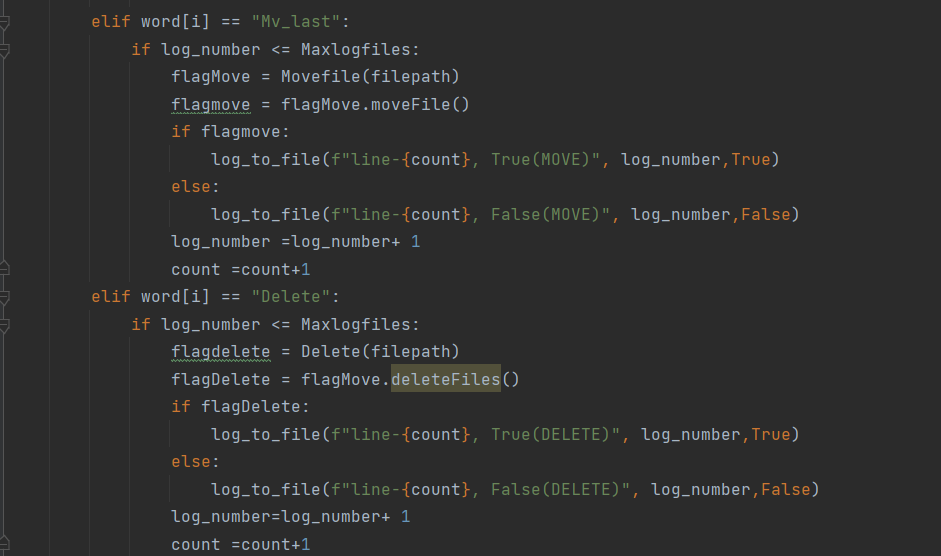 elif word[i] == "Mv_last":
if log_number <= Maxlogfiles:
flagMove = Movefile(filepath)
flagmove = flagMove.moveFile()
if flagmove:
log_to_file(f"line-{count}, True(MOVE)", log_number,True)
else:
log_to_file(f"line-{count}, False(MOVE)", log_number,False)
log_number =log_number+ 1
count =count+1
elif word[i] == "Delete":
if log_number <= Maxlogfiles:
flagdelete = Delete(filepath)
flagDelete = flagMove.deleteFiles()
if flagDelete:
log_to_file(f"line-{count}, True(DELETE)", log_number,True)
else:
log_to_file(f"line-{count}, False(DELETE)", log_number,False)
log_number=log_number+ 1
count =count+1